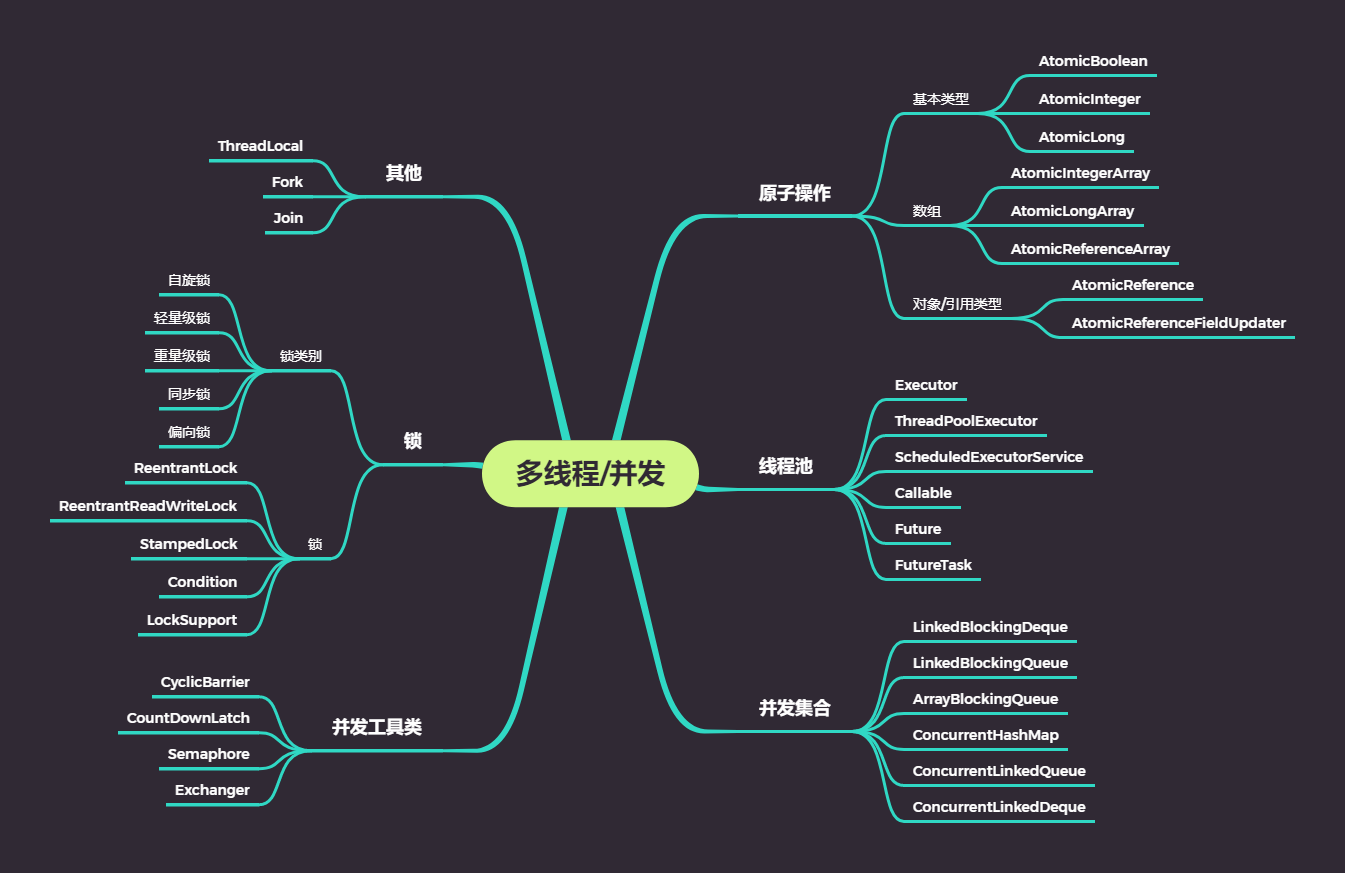 多线程/并发
原子操作
基本类型
AtomicBoolean
AtomicInteger
AtomicLong
数组
AtomicIntegerArray
AtomicLongArray
AtomicReferenceArray
对象/引用类型
AtomicReference
AtomicReferenceFieldUpdater
线程池
Executor
ThreadPoolExecutor
ScheduledExecutorService
Callable
Future
FutureTask
并发集合
LinkedBlockingDeque
LinkedBlockingQueue
ArrayBlockingQueue
ConcurrentHashMap
ConcurrentLinkedQueue
ConcurrentLinkedDeque
其他
ThreadLocal
Fork
Join
锁
锁类别
自旋锁
轻量级锁
重量级锁
同步锁
偏向锁
锁
ReentrantLock
ReentrantReadWriteLock
StampedLock
Condition
LockSupport
并发工具类
CyclicBarrier
CountDownLatch
Semaphore
Exchanger